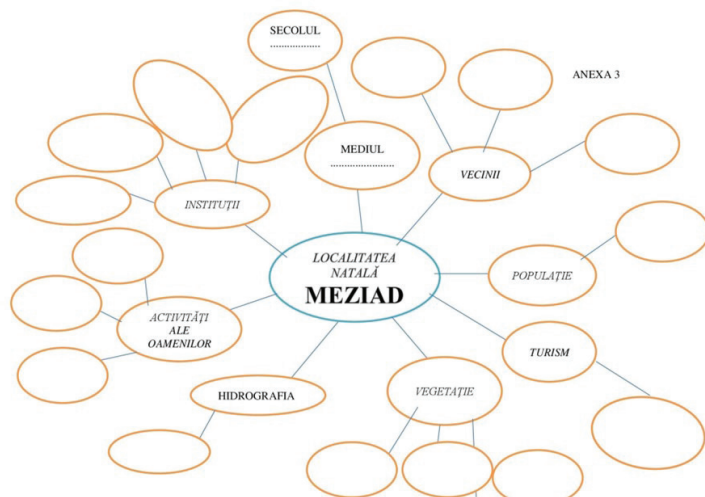 SECOLUL
..................
ANEXA 3
MEDIUL
.......................
VECINII
INSTITUȚII
LOCALITATEA
NATALĂ
MEZIAD
POPULAȚIE
ACTIVITĂȚI
ALE
OAMENILOR
TURISM
HIDROGRAFIA
VEGETAȚIE